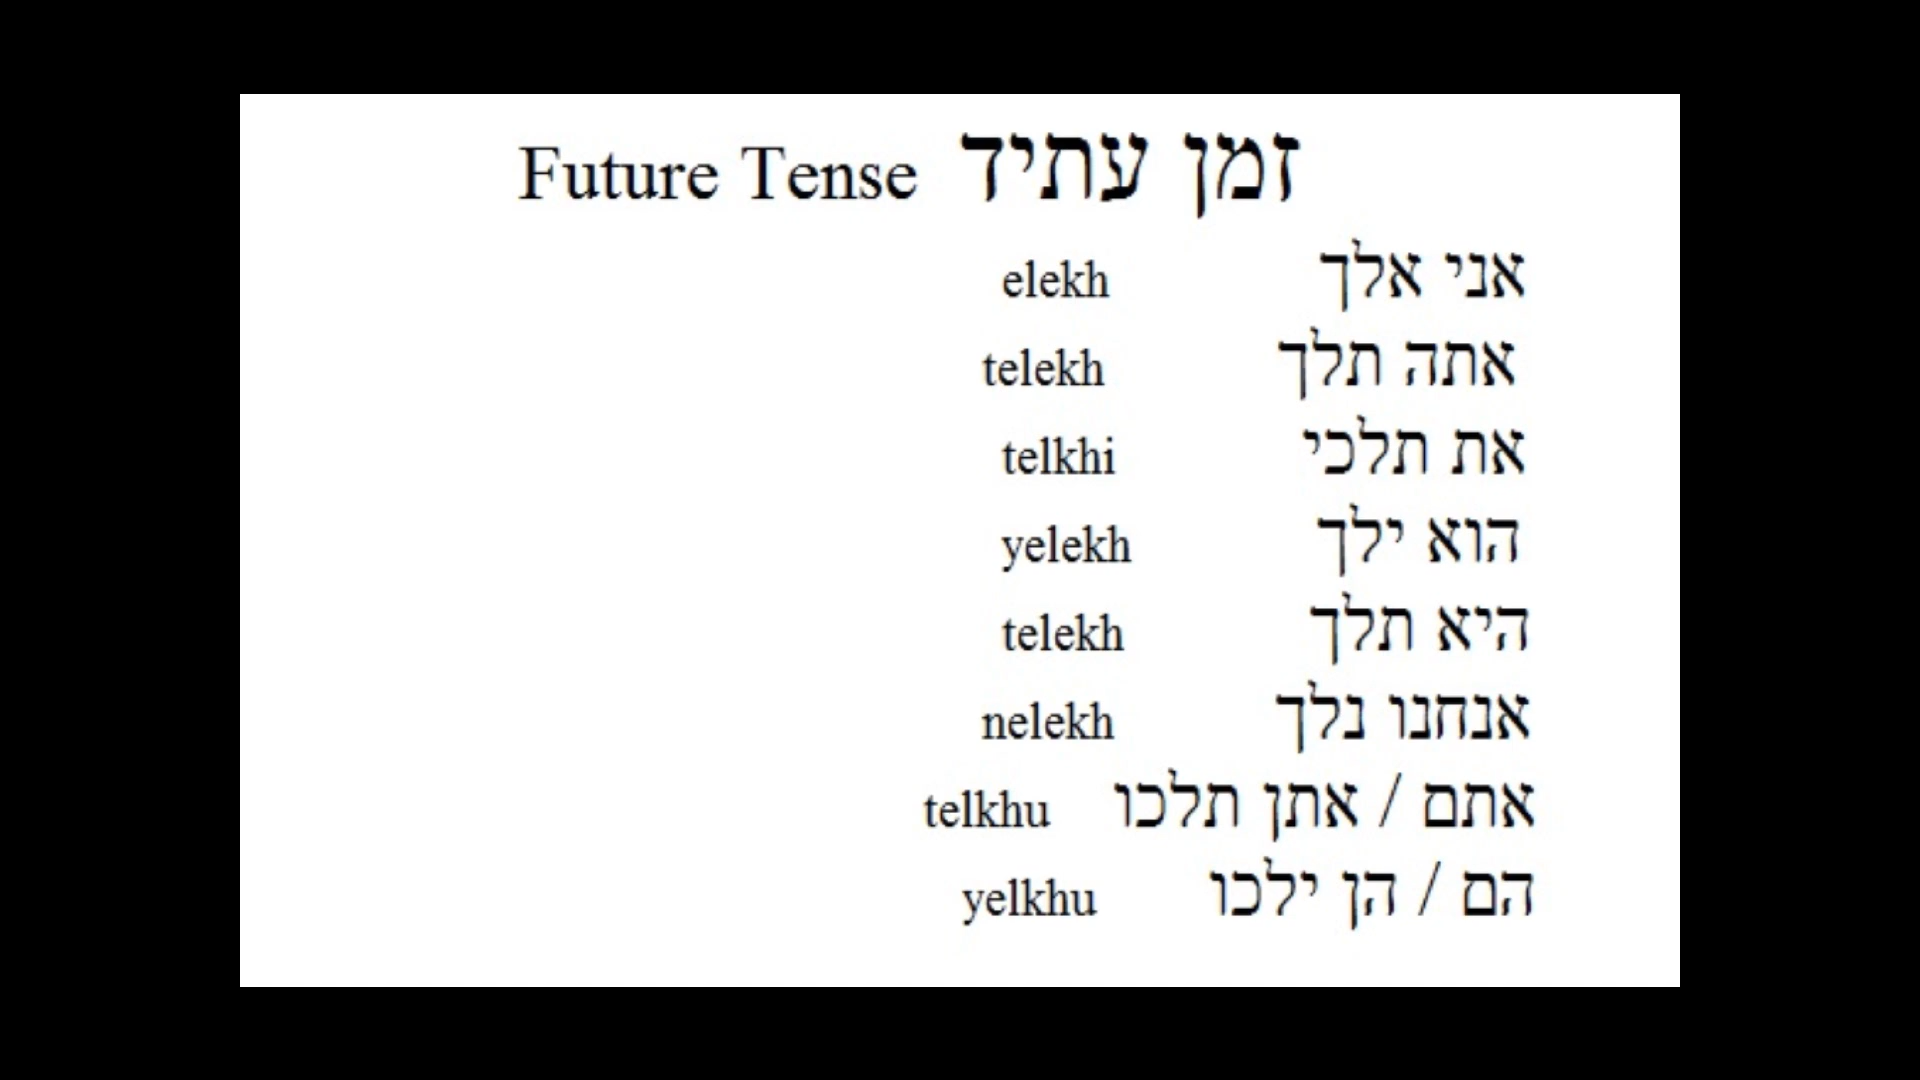 זמן עתיד Future Tense
אני אלך elekh
אתה תלך telekh
את תלכי telkhi
הוא ילך yelekh
היא תלך telekh
אנחנו נלך nelekh
אתם / אתן תלכו telkhu
הם / הן ילכו yelkhu